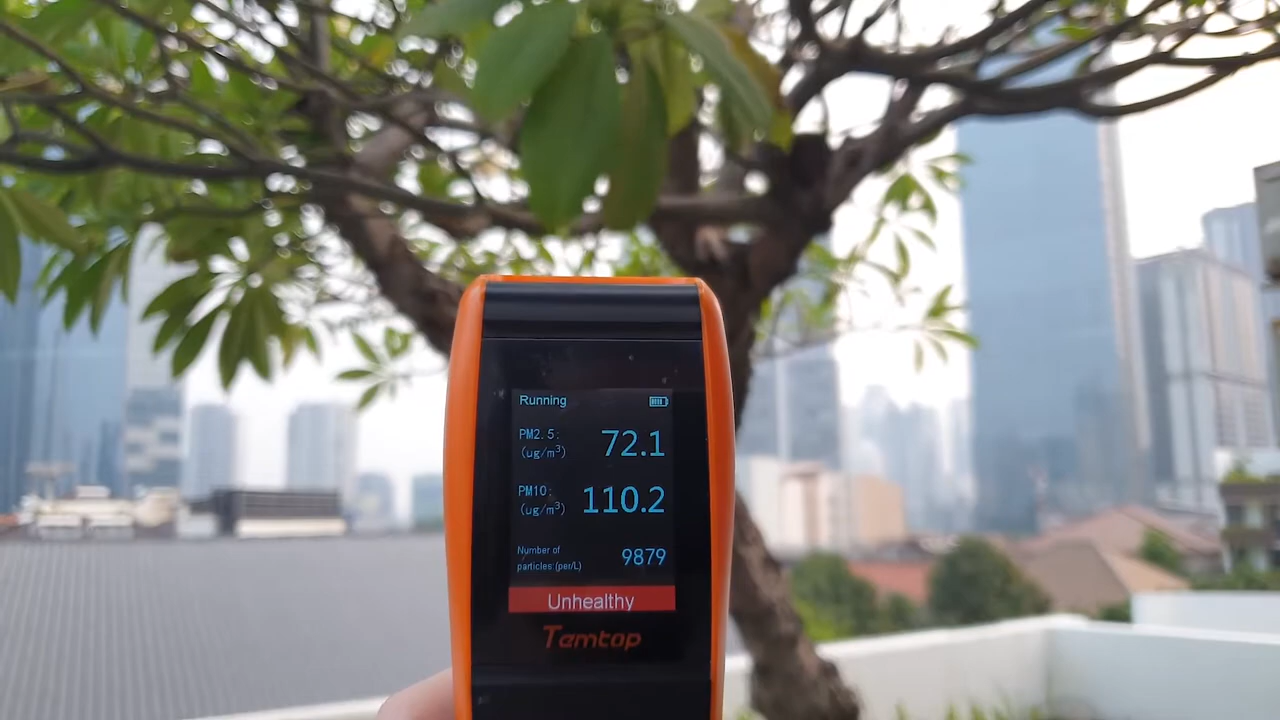 Running
PM2.5:
(ug/m³)
72.1
PM10:
(ug/m³)
110.2
Number of
particles:(per/L)
9879
Unhealthy
Temtop